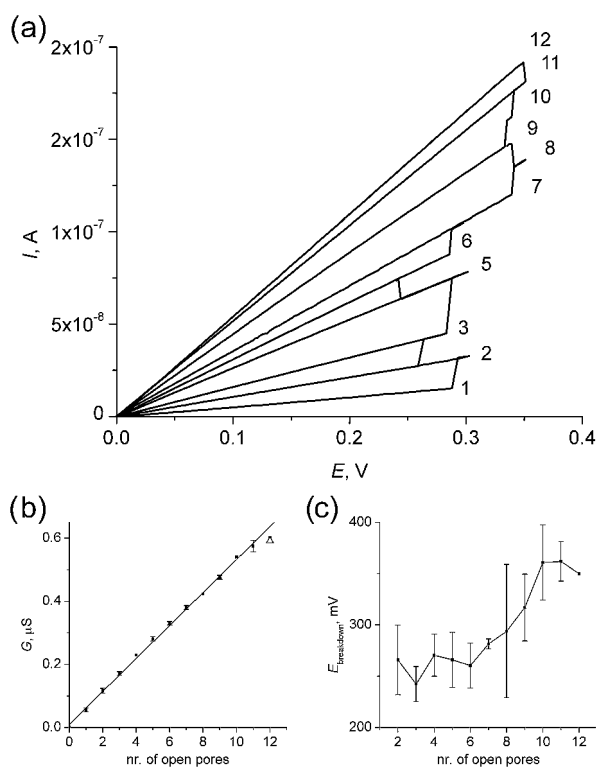 (a)
2x10⁻⁷
2x10⁻⁷
1x10⁻⁷
5x10⁻⁸
0
I, A
12
11
10
9
8
7
6
5
3
2
1
0.0 0.1 0.2 0.3 0.4
E, V
(b)
0.6
0.4
0.2
0.0
G, µS
0 2 4 6 8 10 12
nr. of open pores
(c)
400
300
200
E breakdown, mV
2 4 6 8 10 12
nr. of open pores